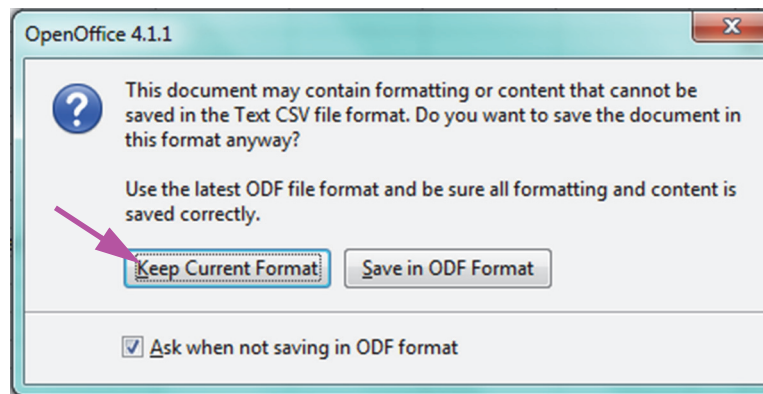 OpenOffice 4.1.1
This document may contain formatting or content that cannot be
saved in the Text CSV file format. Do you want to save the document in
this format anyway?
Use the latest ODF file format and be sure all formatting and content is
saved correctly.
Keep Current Format
Save in ODF Format
Ask when not saving in ODF format